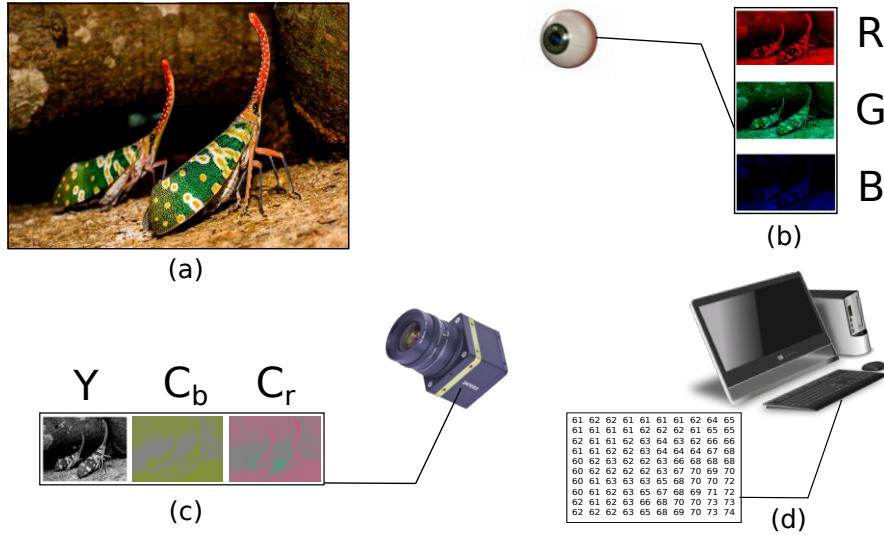 R
G
B
(b)
(a)
Y C_b C_r
(c)
61 62 62 61 61 61 61 62 64 65
61 61 61 61 62 62 62 61 65 65
62 61 61 62 63 64 63 62 66 66
61 61 62 62 63 64 64 64 67 68
60 62 63 62 62 63 66 68 68 68
60 62 62 62 62 63 67 70 69 70
60 61 63 63 63 65 68 70 70 72
60 61 62 63 65 67 68 69 71 72
62 61 62 63 66 68 70 70 73 73
62 62 62 63 65 68 69 70 73 74
(d)